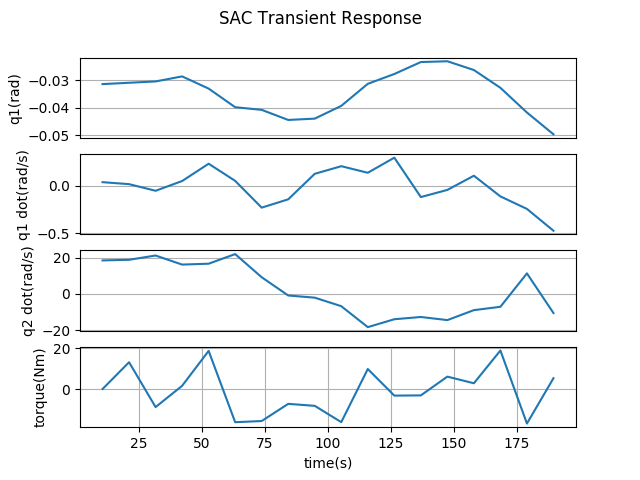 SAC Transient Response
q1(rad)
−0.03
−0.04
−0.05
q1 dot(rad/s)
0.0
−0.5
q2 dot(rad/s)
20
0
−20
torque(Nm)
20
0
25 50 75 100 125 150 175
time(s)